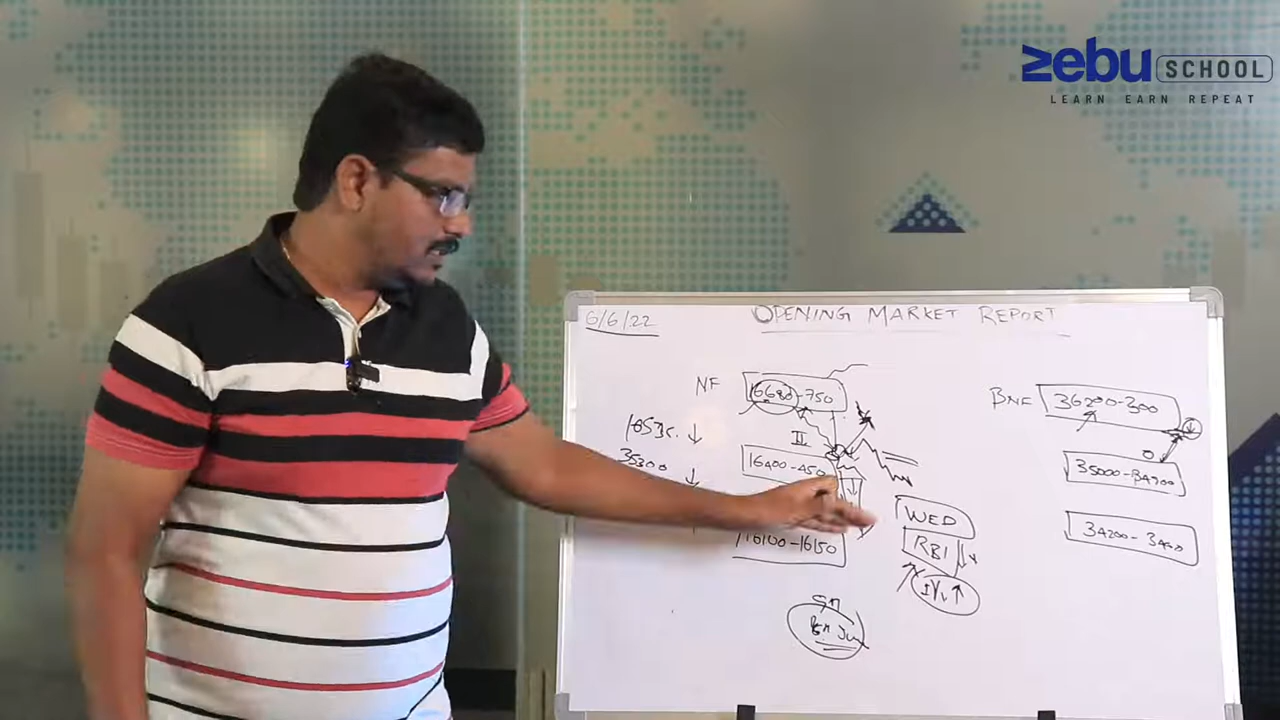 zebu SCHOOL
LEARN EARN REPEAT
6/6/22
OPENING MARKET REPORT
NF
16680-750
BNF
36200-300
II
35300
16400-450
35000-34900
WED
RBI
16100-16150
34200-3400